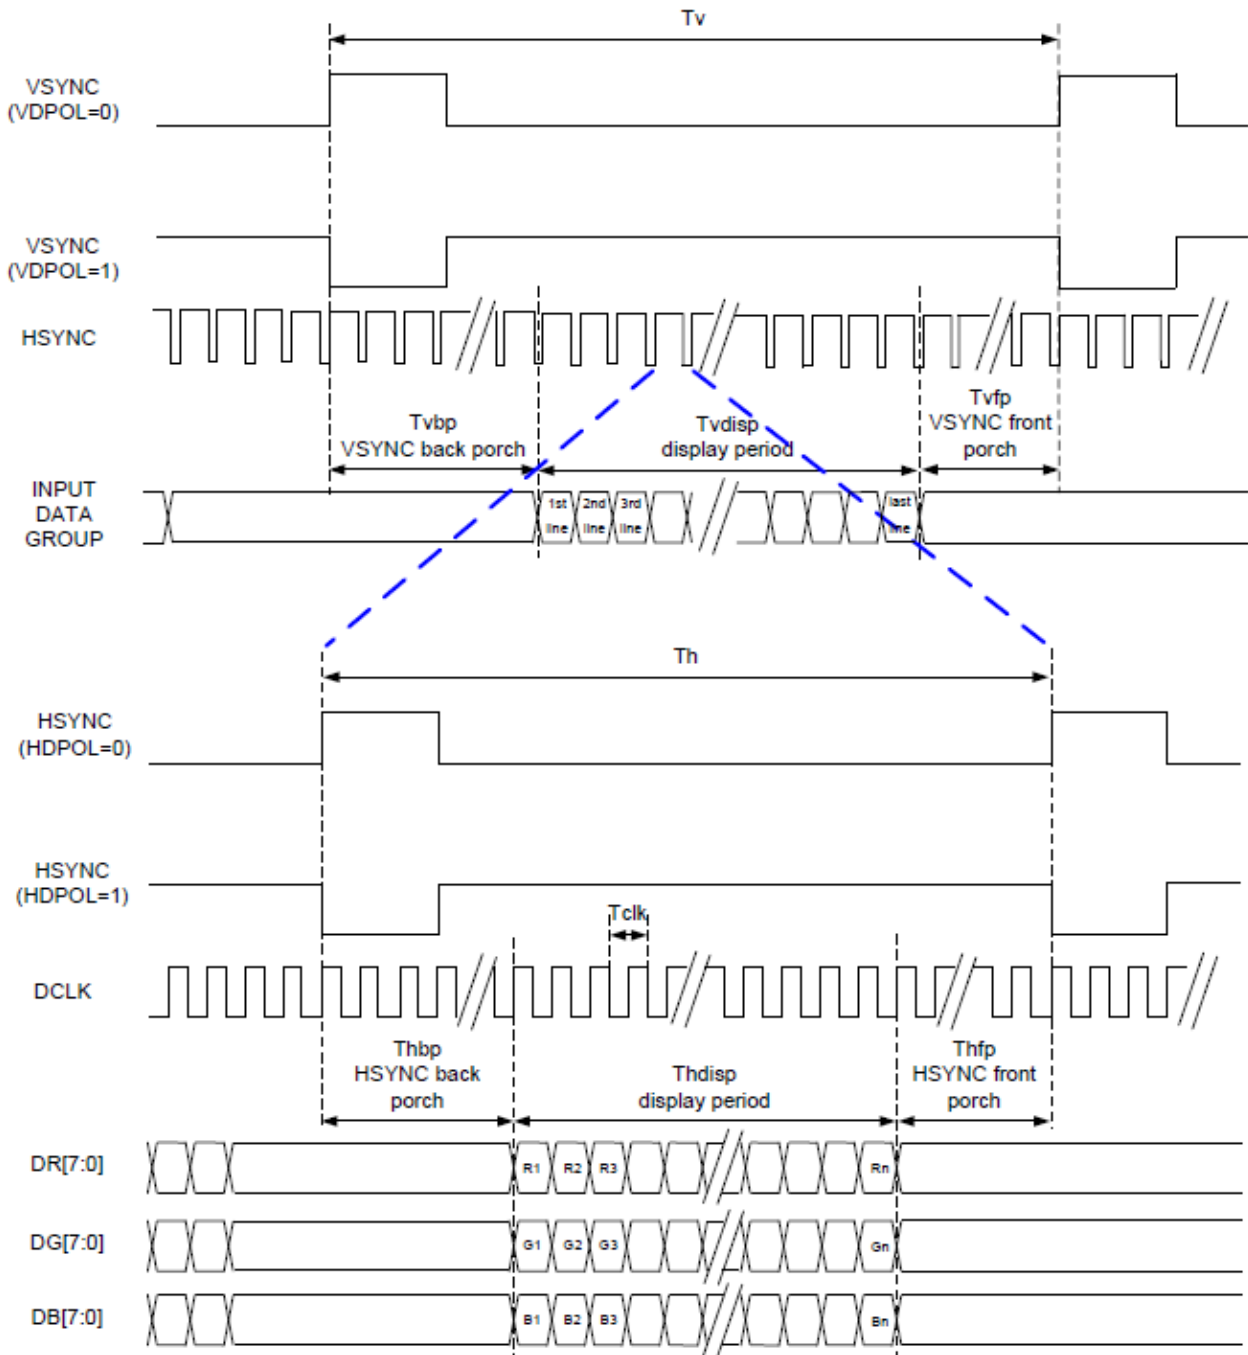 Tv
VSYNC
(VDPOL=0)
VSYNC
(VDPOL=1)
HSYNC
Tvbp
VSYNC back porch
Tvdisp
display period
Tvfp
VSYNC front
porch
INPUT
DATA
GROUP
1st
line
2nd
line
3rd
line
last
line
Th
HSYNC
(HDPOL=0)
HSYNC
(HDPOL=1)
Tclk
DCLK
Thbp
HSYNC back
porch
Thdisp
display period
Thfp
HSYNC front
porch
DR[7:0]
R1 R2 R3 Rn
DG[7:0]
G1 G2 G3 Gn
DB[7:0]
B1 B2 B3 Bn